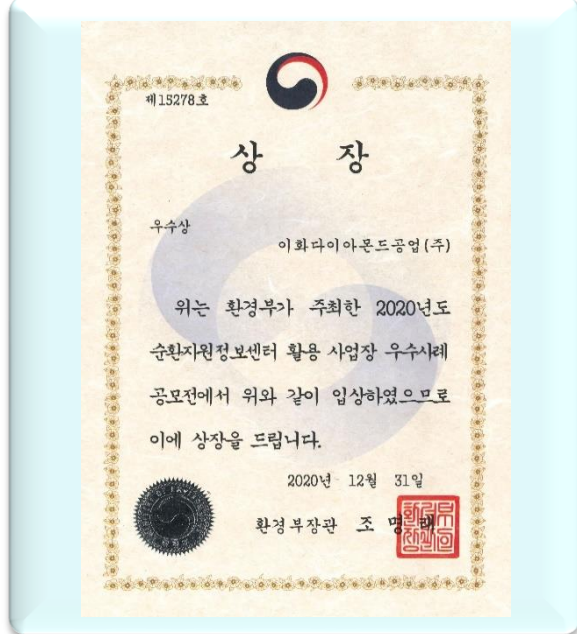 제15278호
상 장
우수상
이화다이아몬드공업(주)
위는 환경부가 주최한 2020년도
순환자원정보센터 활용 사업장 우수사례
공모전에서 위와 같이 입상하였으므로
이에 상장을 드립니다.
2020년 12월 31일
환경부장관 조명래